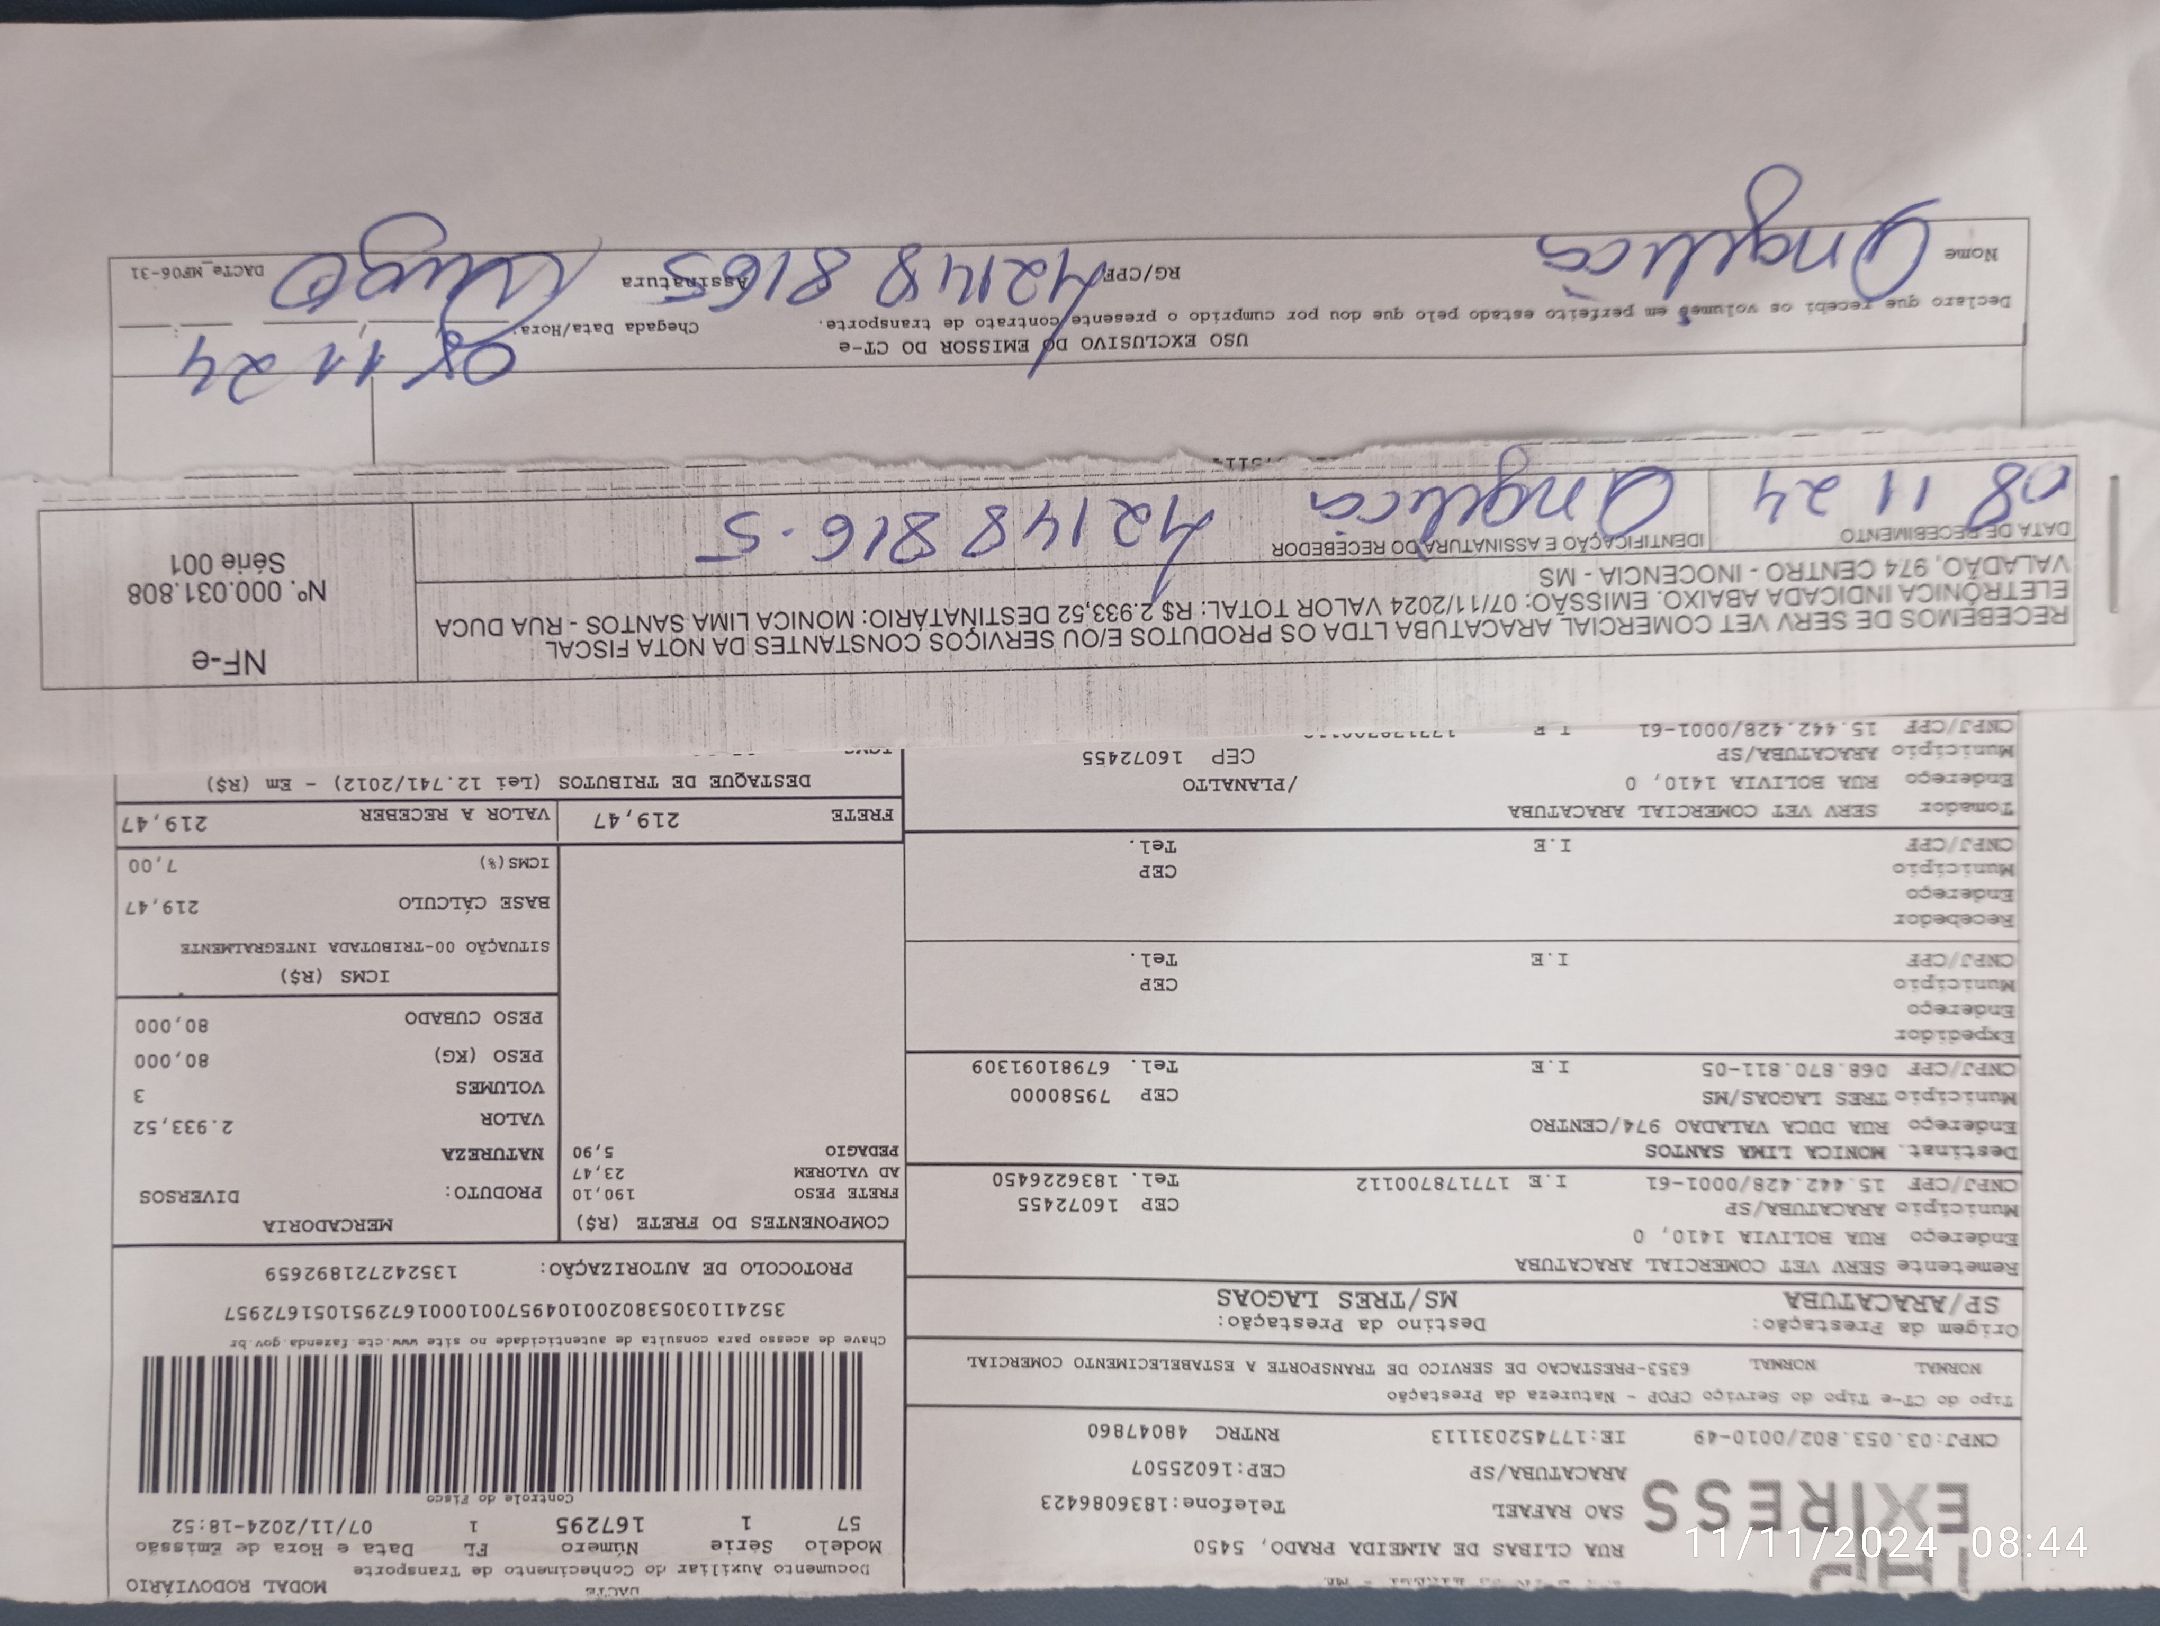 DACTE
MODAL RODOVIÁRIO
Documento Auxiliar do Conhecimento de Transporte
Modelo Série Número FL Data e Hora de Emissão
57 1 167295 1 07/11/2024-18:52
Controle do Fisco
EXIRESS
RUA CLIBAS DE ALMEIDA PRADO, 5450
SAO RAFAEL Telefone:1836086423
ARACATUBA/SP CEP:16025507
CNPJ:03.053.802/0010-49 IE:177452031113 RNTRC 48047860
Tipo do CT-e Tipo do Serviço CFOP - Natureza da Prestação
NORMAL NORMAL 6353-PRESTACAO DE SERVICO DE TRANSPORTE A ESTABELECIMENTO COMERCIAL
Origem da Prestação: Destino da Prestação:
SP/ARACATUBA MS/TRES LAGOAS
Chave de acesso para consulta de autenticidade no site www.cte.fazenda.gov.br
35241103053802001049570010001672951051672957
PROTOCOLO DE AUTORIZAÇÃO: 135242721892659
Remetente SERV VET COMERCIAL ARACATUBA
Endereço RUA BOLIVIA 1410, 0
Município ARACATUBA/SP CEP 16072455
CNPJ/CPF 15.442.428/0001-61 I.E 177178700112 Tel. 1836226450
Destinat. MONICA LIMA SANTOS
Endereço RUA DUCA VALADAO 974/CENTRO
Município TRES LAGOAS/MS CEP 79580000
CNPJ/CPF 068.870.811-05 I.E Tel. 67981091309
Expedidor
Endereço
Município CEP
CNPJ/CPF I.E Tel.
Recebedor
Endereço
Município CEP
CNPJ/CPF I.E Tel.
Tomador SERV VET COMERCIAL ARACATUBA
Endereço RUA BOLIVIA 1410, 0 /PLANALTO
Município ARACATUBA/SP CEP 16072455
CNPJ/CPF 15.442.428/0001-61 I.E
COMPONENTES DO FRETE (R$)
FRETE PESO 190,10
AD VALOREM 23,47
PEDAGIO 5,90
MERCADORIA
PRODUTO: DIVERSOS
NATUREZA
VALOR 2.933,52
VOLUMES 3
PESO (KG) 80,000
PESO CUBADO 80,000
ICMS (R$)
SITUAÇÃO 00-TRIBUTADA INTEGRALMENTE
BASE CÁLCULO 219,47
ICMS(%) 7,00
FRETE 219,47 VALOR A RECEBER 219,47
DESTAQUE DE TRIBUTOS (Lei 12.741/2012) - Em (R$)
RECEBEMOS DE SERV VET COMERCIAL ARACATUBA LTDA OS PRODUTOS E/OU SERVIÇOS CONSTANTES DA NOTA FISCAL
ELETRÔNICA INDICADA ABAIXO. EMISSÃO: 07/11/2024 VALOR TOTAL: R$ 2.933,52 DESTINATÁRIO: MONICA LIMA SANTOS - RUA DUCA
VALADÃO, 974 CENTRO - INOCENCIA - MS
DATA DE RECEBIMENTO IDENTIFICAÇÃO E ASSINATURA DO RECEBEDOR
08 11 24 Angelica 42148816-5
NF-e
Nº. 000.031.808
Série 001
USO EXCLUSIVO DO EMISSOR DO CT-e
Declaro que recebi os volumes em perfeito estado pelo que dou por cumprido o presente contrato de transporte.
Chegada Data/Hora: 08 11 24
Nome Angelica RG/CPF 421488165 Assinatura
DACTe_MF06-31
11/11/2024 08:44